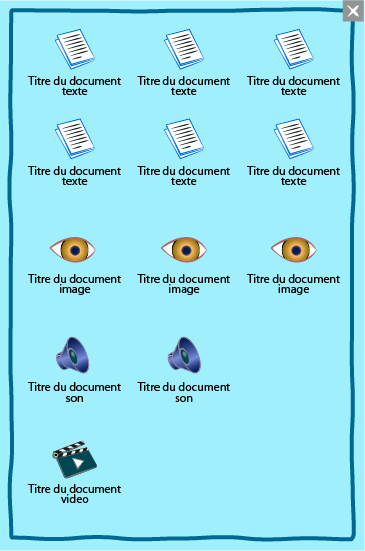 Titre du document Titre du document Titre du document
texte texte texte
Titre du document Titre du document Titre du document
texte texte texte
Titre du document Titre du document Titre du document
image image image
Titre du document Titre du document
son son
Titre du document
video